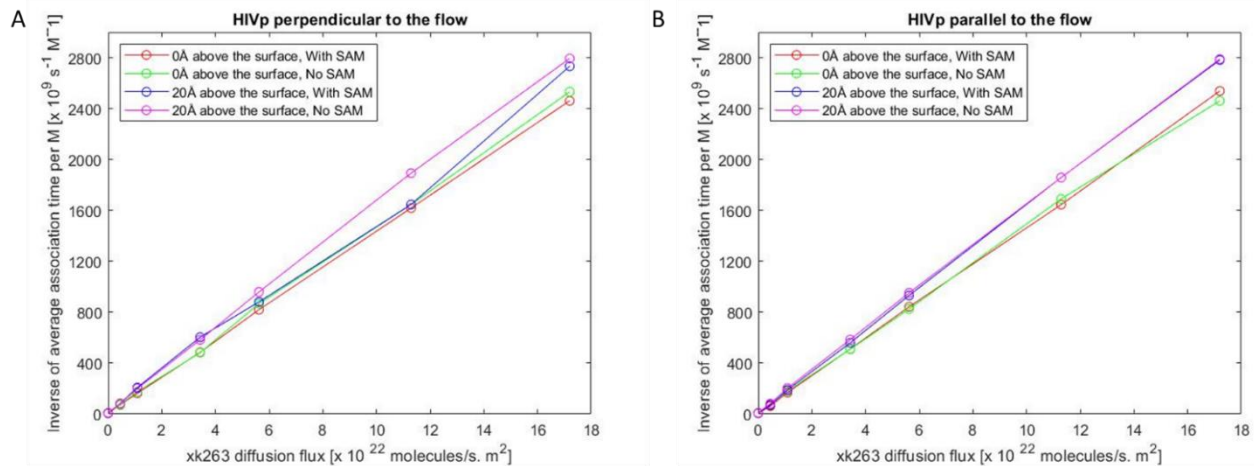 A
HIVp perpendicular to the flow
0Å above the surface, With SAM
0Å above the surface, No SAM
20Å above the surface, With SAM
20Å above the surface, No SAM
Inverse of average association time per M [x 10⁹ s⁻¹ M⁻¹]
2800
2400
2000
1600
1200
800
400
0
0 2 4 6 8 10 12 14 16 18
xk263 diffusion flux [x 10 ²² molecules/s. m²]
B
HIVp parallel to the flow
0Å above the surface, With SAM
0Å above the surface, No SAM
20Å above the surface, With SAM
20Å above the surface, No SAM
Inverse of average association time per M [x 10⁹ s⁻¹ M⁻¹]
2800
2400
2000
1600
1200
800
400
0
0 2 4 6 8 10 12 14 16 18
xk263 diffusion flux [x 10 ²² molecules/s. m²]